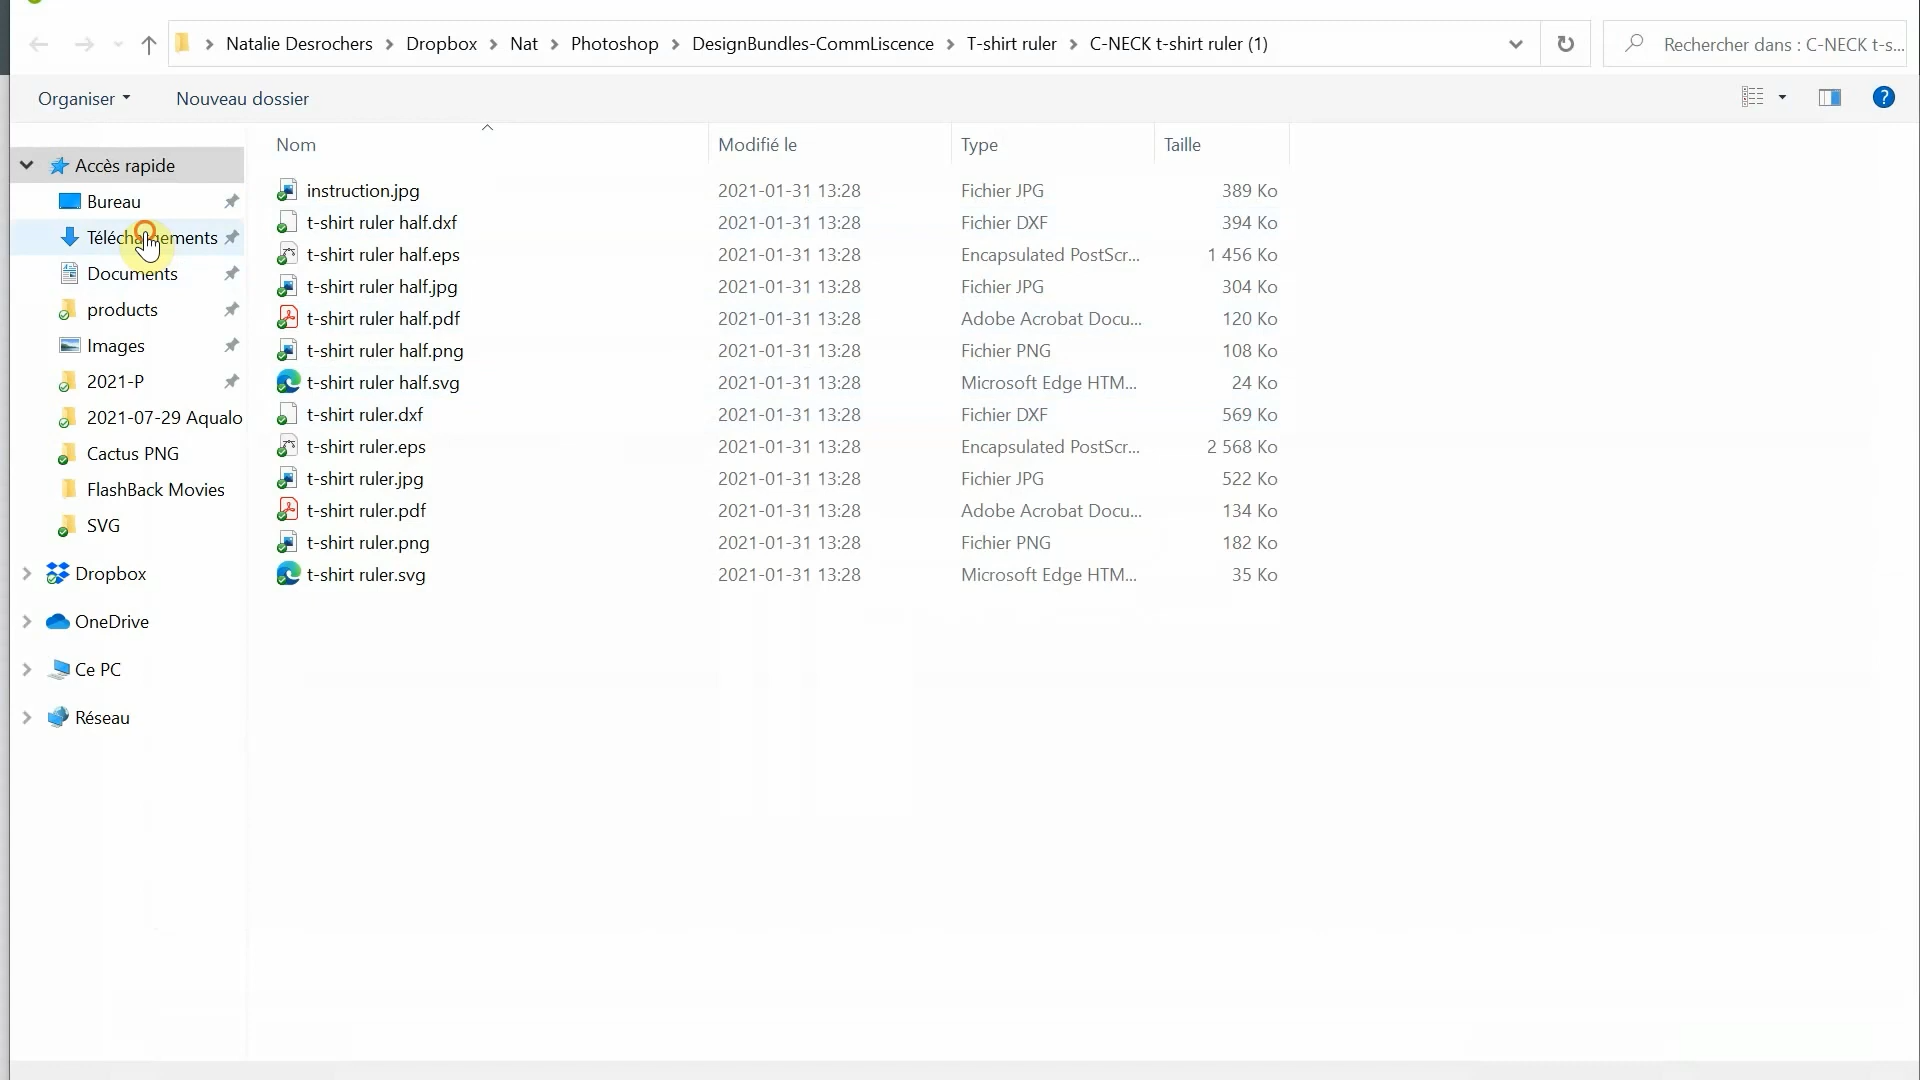 Natalie Desrochers > Dropbox > Nat > Photoshop > DesignBundles-CommLiscence > T-shirt ruler > C-NECK t-shirt ruler (1)
Rechercher dans : C-NECK t-s...
Organiser Nouveau dossier
Nom Modifié le Type Taille
Accès rapide
Bureau
Téléchargements
Documents
products
Images
2021-P
2021-07-29 Aqualo
Cactus PNG
FlashBack Movies
SVG
Dropbox
OneDrive
Ce PC
Réseau
instruction.jpg 2021-01-31 13:28 Fichier JPG 389 Ko
t-shirt ruler half.dxf 2021-01-31 13:28 Fichier DXF 394 Ko
t-shirt ruler half.eps 2021-01-31 13:28 Encapsulated PostScr... 1 456 Ko
t-shirt ruler half.jpg 2021-01-31 13:28 Fichier JPG 304 Ko
t-shirt ruler half.pdf 2021-01-31 13:28 Adobe Acrobat Docu... 120 Ko
t-shirt ruler half.png 2021-01-31 13:28 Fichier PNG 108 Ko
t-shirt ruler half.svg 2021-01-31 13:28 Microsoft Edge HTM... 24 Ko
t-shirt ruler.dxf 2021-01-31 13:28 Fichier DXF 569 Ko
t-shirt ruler.eps 2021-01-31 13:28 Encapsulated PostScr... 2 568 Ko
t-shirt ruler.jpg 2021-01-31 13:28 Fichier JPG 522 Ko
t-shirt ruler.pdf 2021-01-31 13:28 Adobe Acrobat Docu... 134 Ko
t-shirt ruler.png 2021-01-31 13:28 Fichier PNG 182 Ko
t-shirt ruler.svg 2021-01-31 13:28 Microsoft Edge HTM... 35 Ko